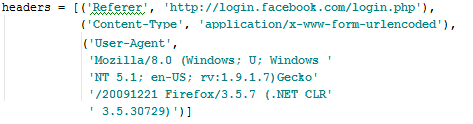 headers = [('Referer', 'http://login.facebook.com/login.php'),
('Content-Type', 'application/x-www-form-urlencoded'),
('User-Agent',
'Mozilla/8.0 (Windows; U; Windows '
'NT 5.1; en-US; rv:1.9.1.7)Gecko'
'/20091221 Firefox/3.5.7 (.NET CLR'
' 3.5.30729)')]